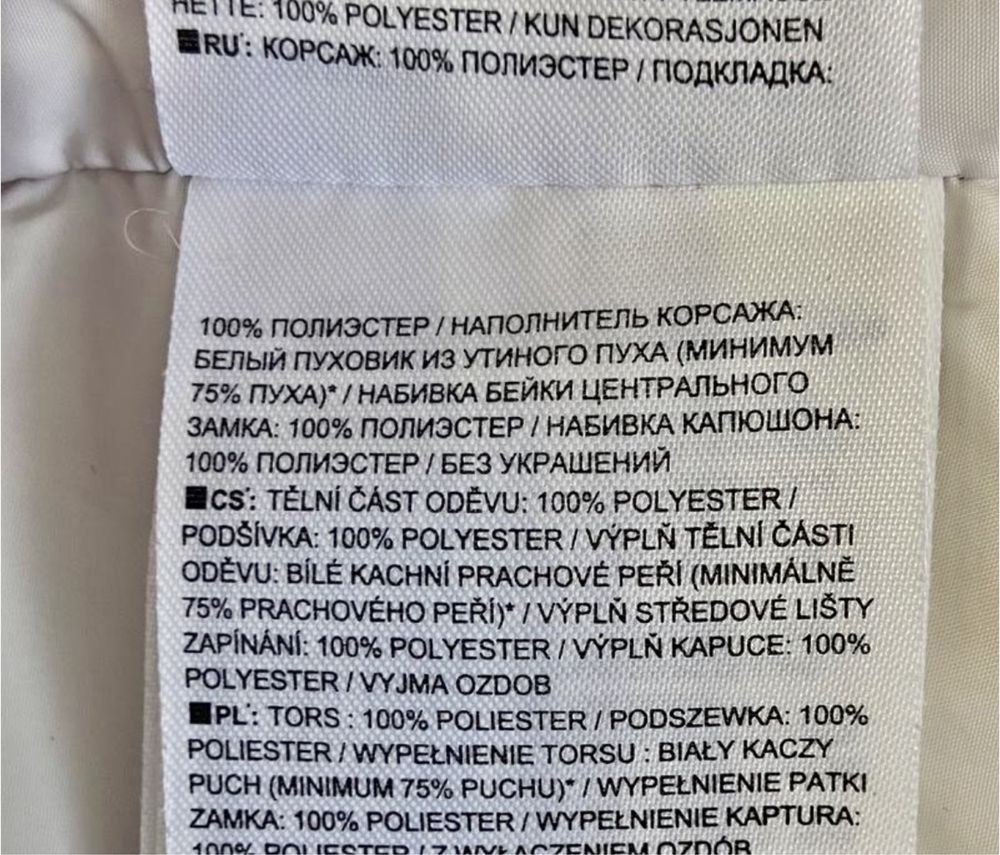 HETTE: 100% POLYESTER / KUN DEKORASJONEN
RU: КОРСАЖ: 100% ПОЛИЭСТЕР / ПОДКЛАДКА:
100% ПОЛИЭСТЕР / НАПОЛНИТЕЛЬ КОРСАЖА:
БЕЛЫЙ ПУХОВИК ИЗ УТИНОГО ПУХА (МИНИМУМ
75% ПУХА)* / НАБИВКА БЕЙКИ ЦЕНТРАЛЬНОГО
ЗАМКА: 100% ПОЛИЭСТЕР / НАБИВКА КАПЮШОНА:
100% ПОЛИЭСТЕР / БЕЗ УКРАШЕНИЙ
CS: TĚLNÍ ČÁST ODĚVU: 100% POLYESTER /
PODŠÍVKA: 100% POLYESTER / VÝPLŇ TĚLNÍ ČÁSTI
ODĚVU: BÍLÉ KACHNÍ PRACHOVÉ PEŘÍ (MINIMÁLNĚ
75% PRACHOVÉHO PEŘÍ)* / VÝPLŇ STŘEDOVÉ LIŠTY
ZAPÍNÁNÍ: 100% POLYESTER / VÝPLŇ KAPUCE: 100%
POLYESTER / VYJMA OZDOB
PL: TORS : 100% POLIESTER / PODSZEWKA: 100%
POLIESTER / WYPEŁNIENIE TORSU : BIAŁY KACZY
PUCH (MINIMUM 75% PUCHU)* / WYPEŁNIENIE PATKI
ZAMKA: 100% POLIESTER / WYPEŁNIENIE KAPTURA:
100% POLIESTER / Z WYŁĄCZENIEM OZDÓB